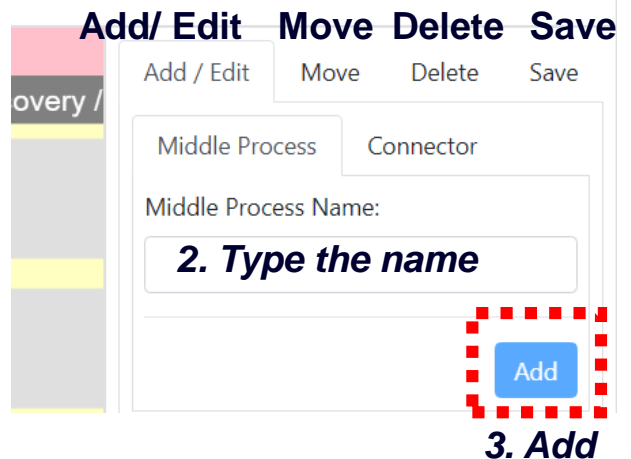 Add/ Edit Move Delete Save
Add / Edit Move Delete Save
overy /
Middle Process Connector
Middle Process Name:
2. Type the name
Add
3. Add